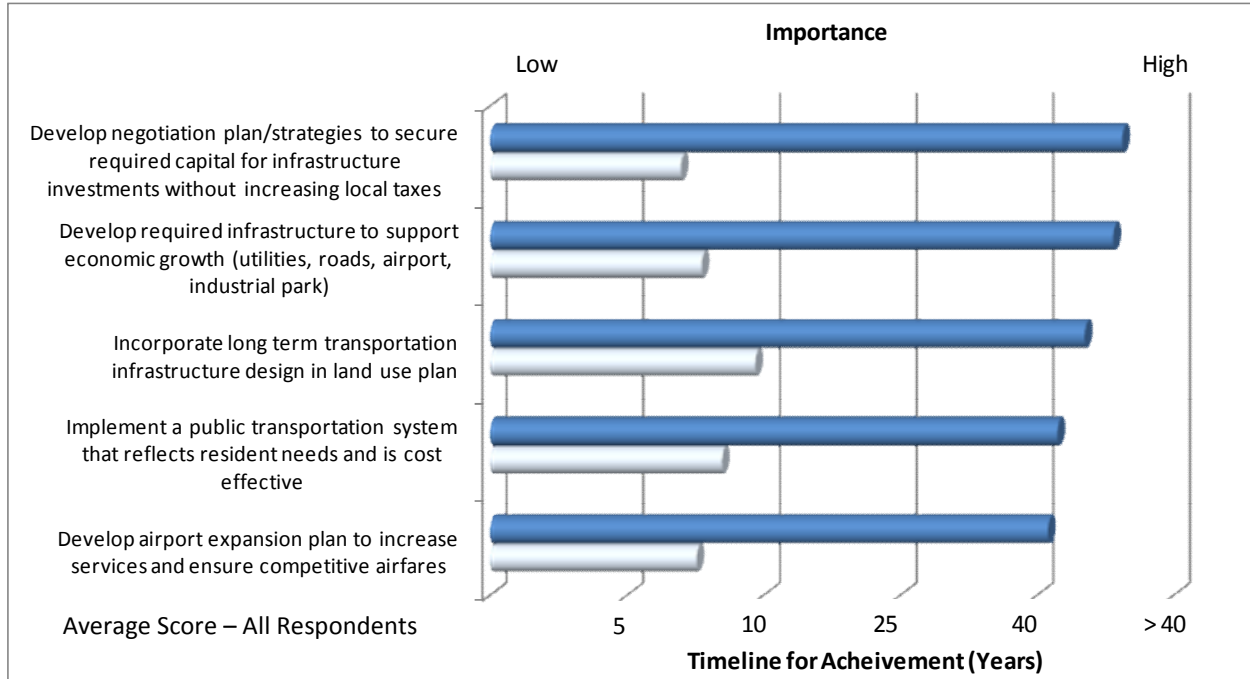 Importance
Low High
Develop negotiation plan/strategies to secure
required capital for infrastructure
investments without increasing local taxes
Develop required infrastructure to support
economic growth (utilities, roads, airport,
industrial park)
Incorporate long term transportation
infrastructure design in land use plan
Implement a public transportation system
that reflects resident needs and is cost
effective
Develop airport expansion plan to increase
services and ensure competitive airfares
Average Score – All Respondents 5 10 25 40 > 40
Timeline for Acheivement (Years)